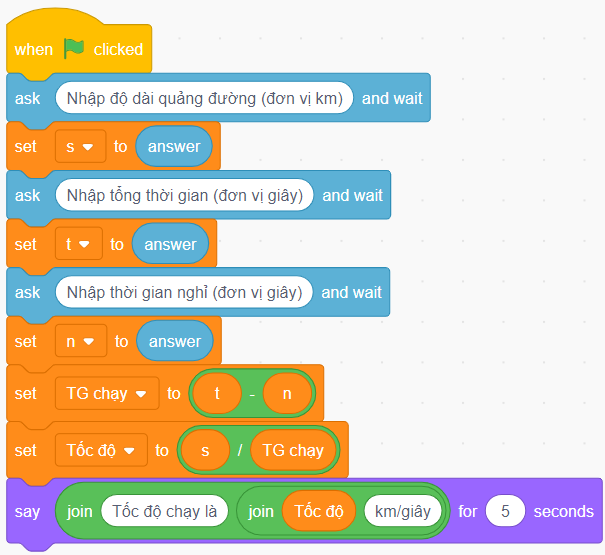 when clicked
ask Nhập độ dài quảng đường (đơn vị km) and wait
set s to answer
ask Nhập tổng thời gian (đơn vị giây) and wait
set t to answer
ask Nhập thời gian nghỉ (đơn vị giây) and wait
set n to answer
set TG chạy to t - n
set Tốc độ to s / TG chạy
say join Tốc độ chạy là join Tốc độ km/giây for 5 seconds